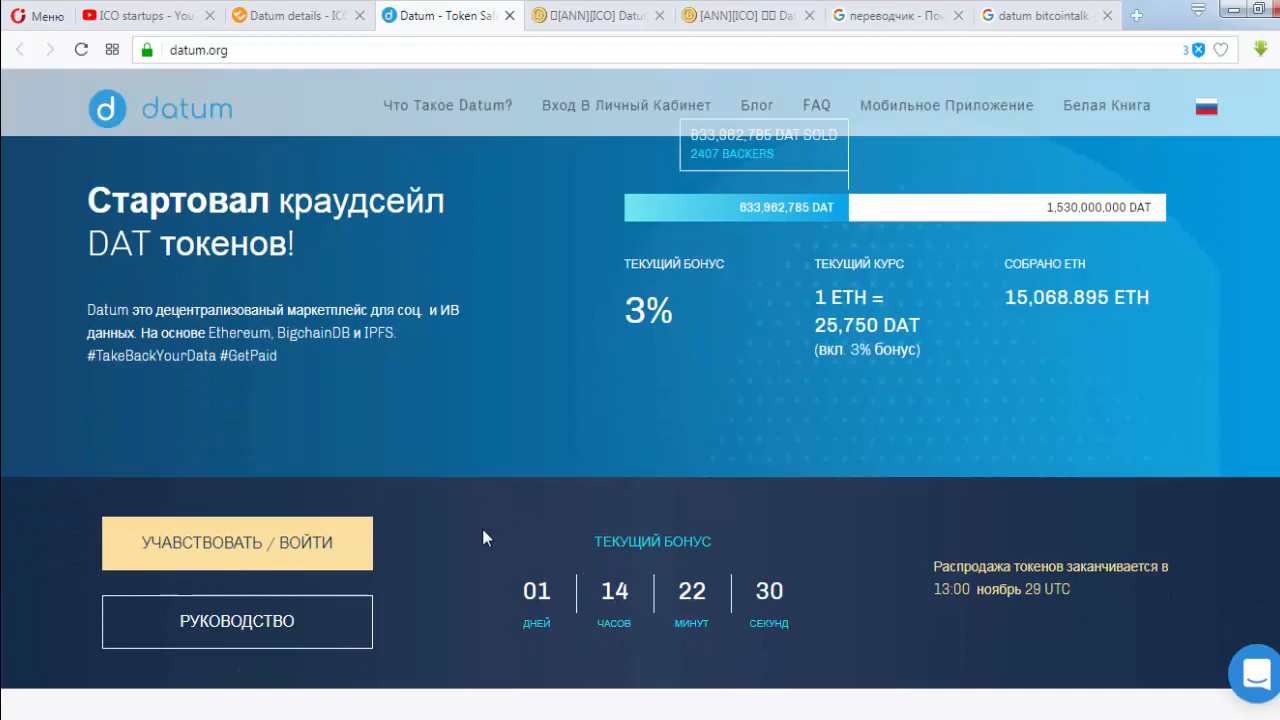 Меню
ICO startups - You
Datum details - ICO
Datum - Token Sal
[ANN][ICO] Datum
[ANN][ICO] Da
переводчик - По
datum bitcointalk
datum.org
3
d datum
Что Такое Datum?
Вход В Личный Кабинет
Блог
FAQ
Мобильное Приложение
Белая Книга
633,962,785 DAT SOLD
2407 BACKERS
Стартовал краудсейл
DAT токенов!
633,962,785 DAT
1,530,000,000 DAT
ТЕКУЩИЙ БОНУС
3%
ТЕКУЩИЙ КУРС
1 ETH =
25,750 DAT
(вкл. 3% бонус)
СОБРАНО ETH
15,068.895 ETH
Datum это децентрализованый маркетплейс для соц. и ИВ
данных. На основе Ethereum, BigchainDB и IPFS.
#TakeBackYourData #GetPaid
УЧАВСТВОВАТЬ / ВОЙТИ
РУКОВОДСТВО
ТЕКУЩИЙ БОНУС
01 14 22 30
ДНЕЙ ЧАСОВ МИНУТ СЕКУНД
Распродажа токенов заканчивается в
13:00 ноябрь 29 UTC